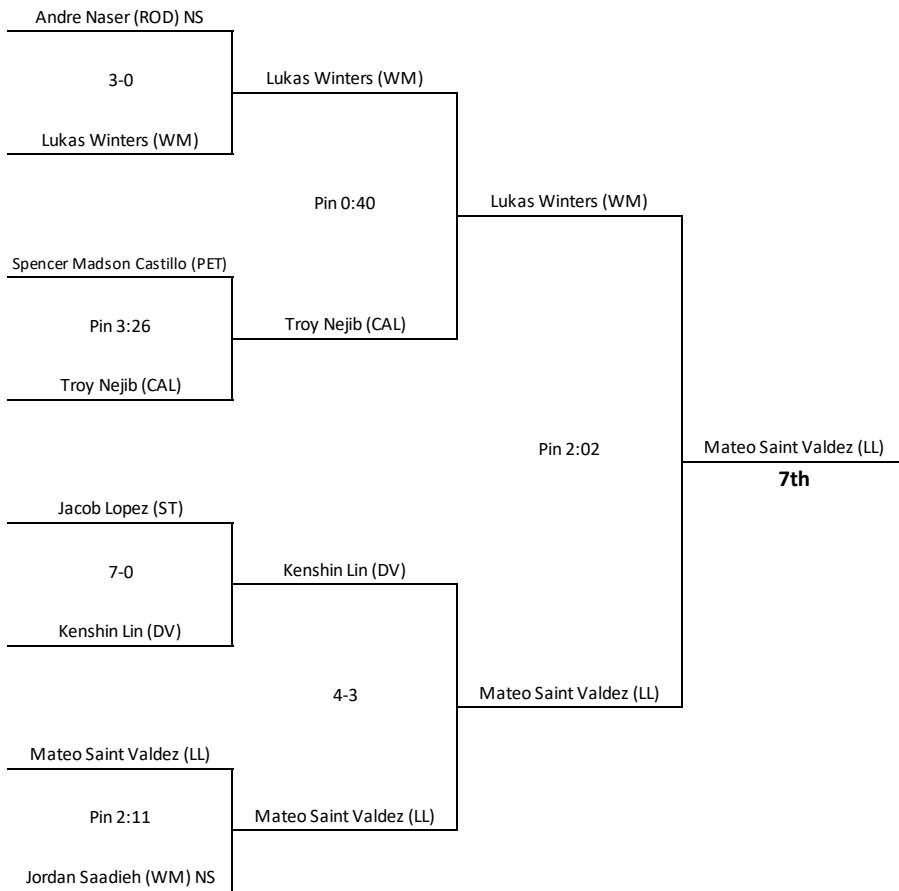 Andre Naser (ROD) NS
3-0
Lukas Winters (WM)
Lukas Winters (WM)
Pin 0:40
Lukas Winters (WM)
Spencer Madson Castillo (PET)
Pin 3:26
Troy Nejib (CAL)
Troy Nejib (CAL)
Pin 2:02
Mateo Saint Valdez (LL)
7th
Jacob Lopez (ST)
7-0
Kenshin Lin (DV)
Kenshin Lin (DV)
4-3
Mateo Saint Valdez (LL)
Mateo Saint Valdez (LL)
Pin 2:11
Mateo Saint Valdez (LL)
Jordan Saadieh (WM) NS